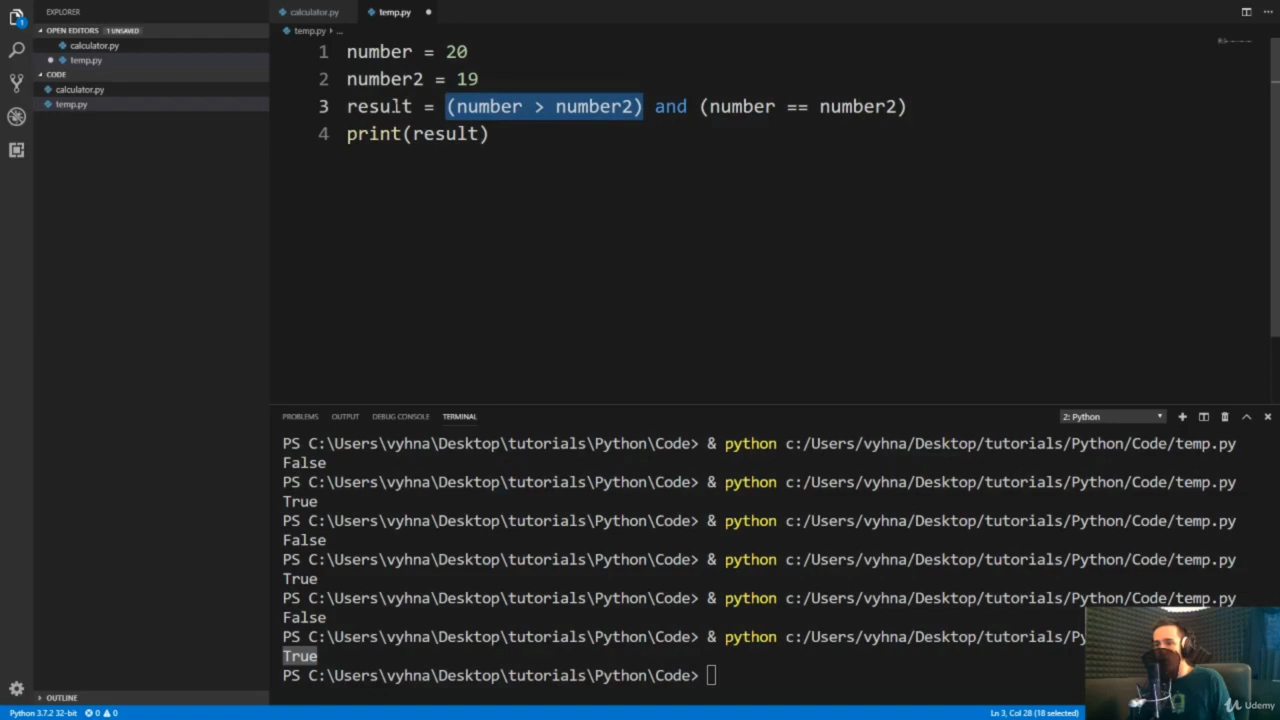 EXPLORER
OPEN EDITORS 1 UNSAVED
calculator.py
temp.py
CODE
calculator.py
temp.py
OUTLINE
calculator.py temp.py
temp.py › ...
1 number = 20
2 number2 = 19
3 result = (number > number2) and (number == number2)
4 print(result)
PROBLEMS OUTPUT DEBUG CONSOLE TERMINAL 2: Python
PS C:\Users\vyhna\Desktop\tutorials\Python\Code> & python c:/Users/vyhna/Desktop/tutorials/Python/Code/temp.py
False
PS C:\Users\vyhna\Desktop\tutorials\Python\Code> & python c:/Users/vyhna/Desktop/tutorials/Python/Code/temp.py
True
PS C:\Users\vyhna\Desktop\tutorials\Python\Code> & python c:/Users/vyhna/Desktop/tutorials/Python/Code/temp.py
False
PS C:\Users\vyhna\Desktop\tutorials\Python\Code> & python c:/Users/vyhna/Desktop/tutorials/Python/Code/temp.py
True
PS C:\Users\vyhna\Desktop\tutorials\Python\Code> & python c:/Users/vyhna/Desktop/tutorials/Python/Code/temp.py
False
PS C:\Users\vyhna\Desktop\tutorials\Python\Code> & python c:/Users/vyhna/Desktop/tutorials/Py
True
PS C:\Users\vyhna\Desktop\tutorials\Python\Code>
Python 3.7.2 32-bit 0 0 Ln 3, Col 28 (18 selected)
Udemy